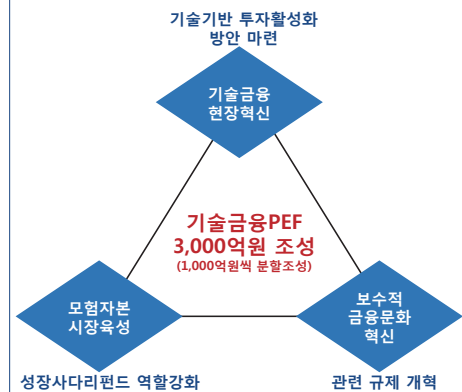 기술기반 투자활성화
방안 마련
기술금융
현장혁신
기술금융PEF
3,000억원 조성
(1,000억원씩 분할조성)
모험자본
시장육성
보수적
금융문화
혁신
성장사다리펀드 역할강화
관련 규제 개혁